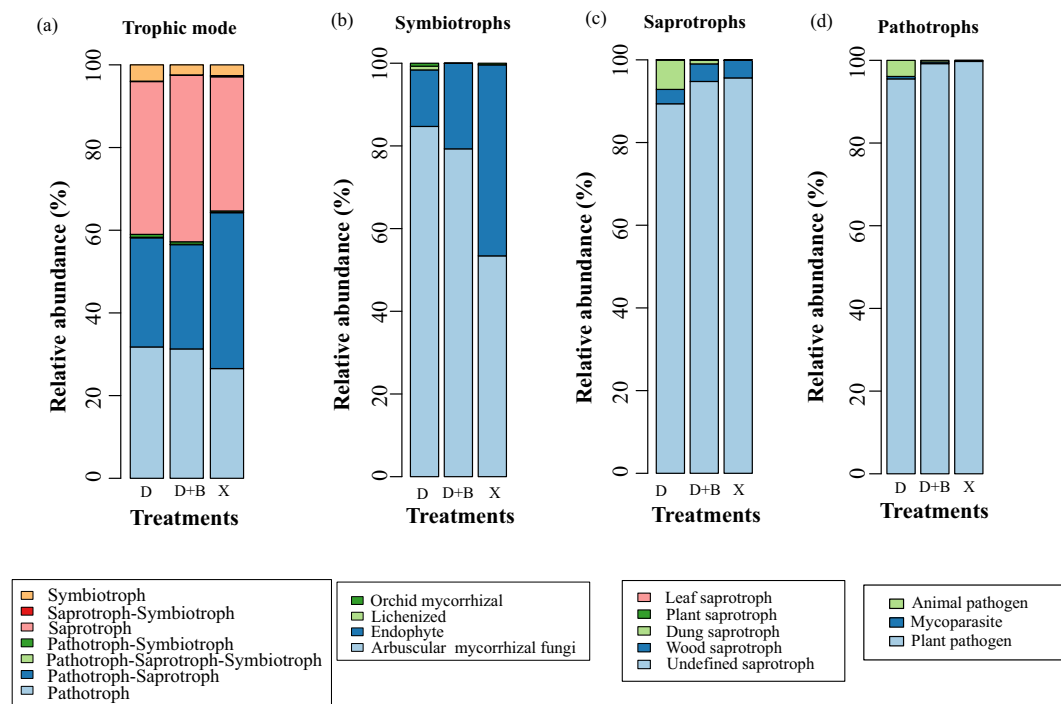 (a)
Trophic mode
Relative abundance (%)
0
20
40
60
80
100
D
D+B
X
Treatments
Symbiotroph
Saprotroph-Symbiotroph
Saprotroph
Pathotroph-Symbiotroph
Pathotroph-Saprotroph-Symbiotroph
Pathotroph-Saprotroph
Pathotroph
(b)
Symbiotrophs
Relative abundance (%)
0
20
40
60
80
100
D
D+B
X
Treatments
Orchid mycorrhizal
Lichenized
Endophyte
Arbuscular mycorrhizal fungi
(c)
Saprotrophs
Relative abundance (%)
0
20
40
60
80
100
D
D+B
X
Treatments
Leaf saprotroph
Plant saprotroph
Dung saprotroph
Wood saprotroph
Undefined saprotroph
(d)
Pathotrophs
Relative abundance (%)
0
20
40
60
80
100
D
D+B
X
Treatments
Animal pathogen
Mycoparasite
Plant pathogen